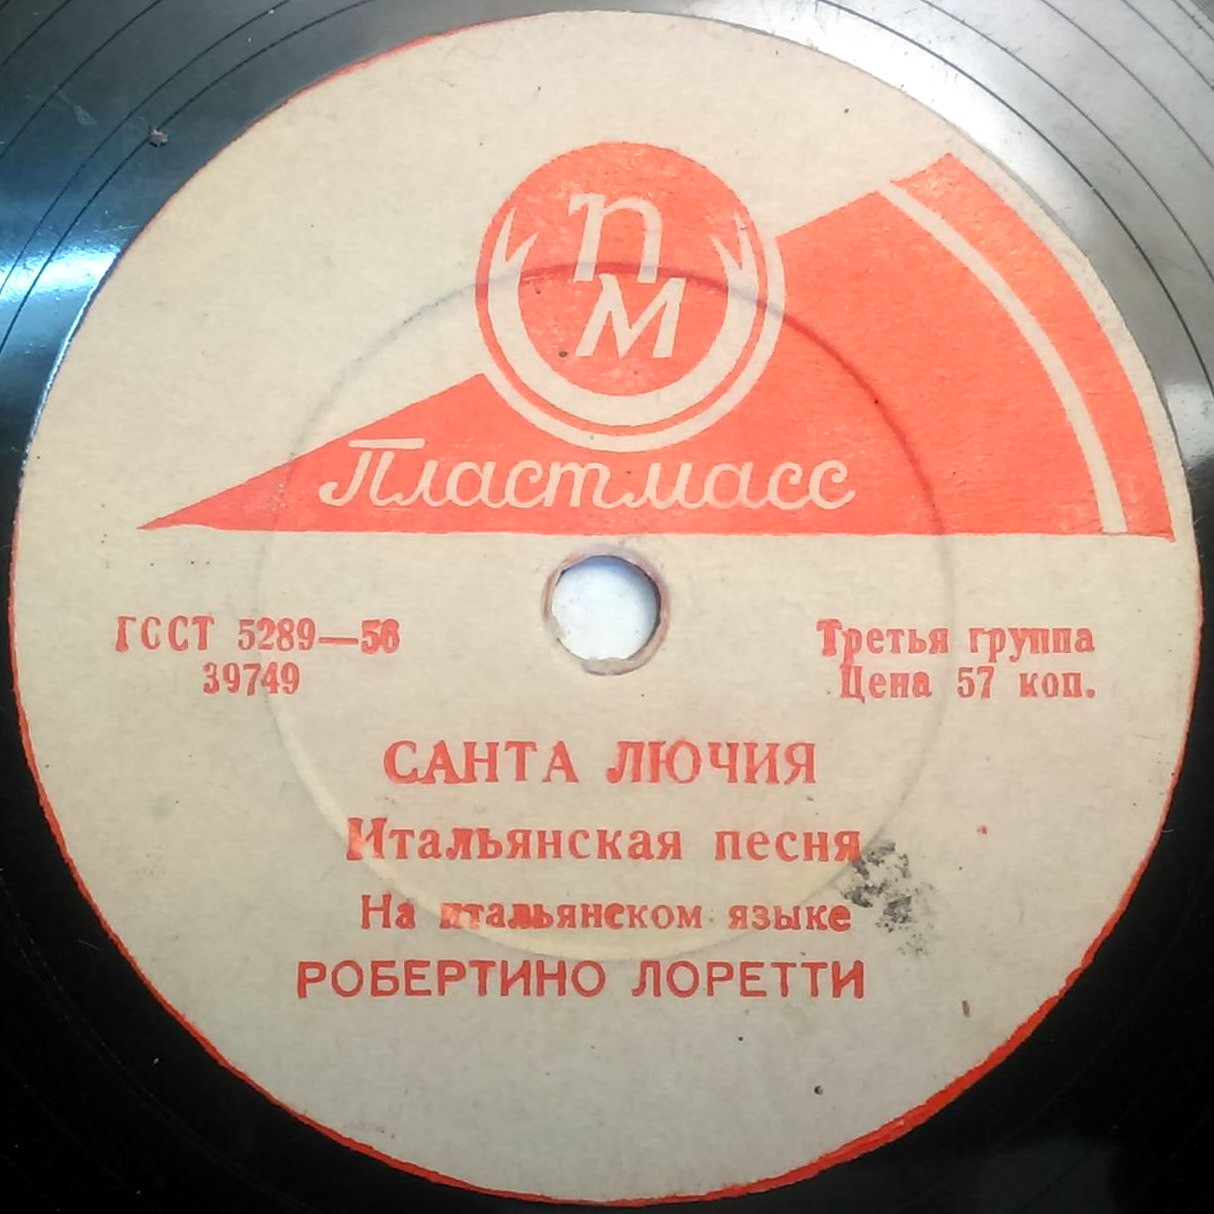 ПМ
Пластмасс
ГОСТ 5289—56
39749
Третья группа
Цена 57 коп.
САНТА ЛЮЧИЯ
Итальянская песня
На итальянском языке
РОБЕРТИНО ЛОРЕТТИ